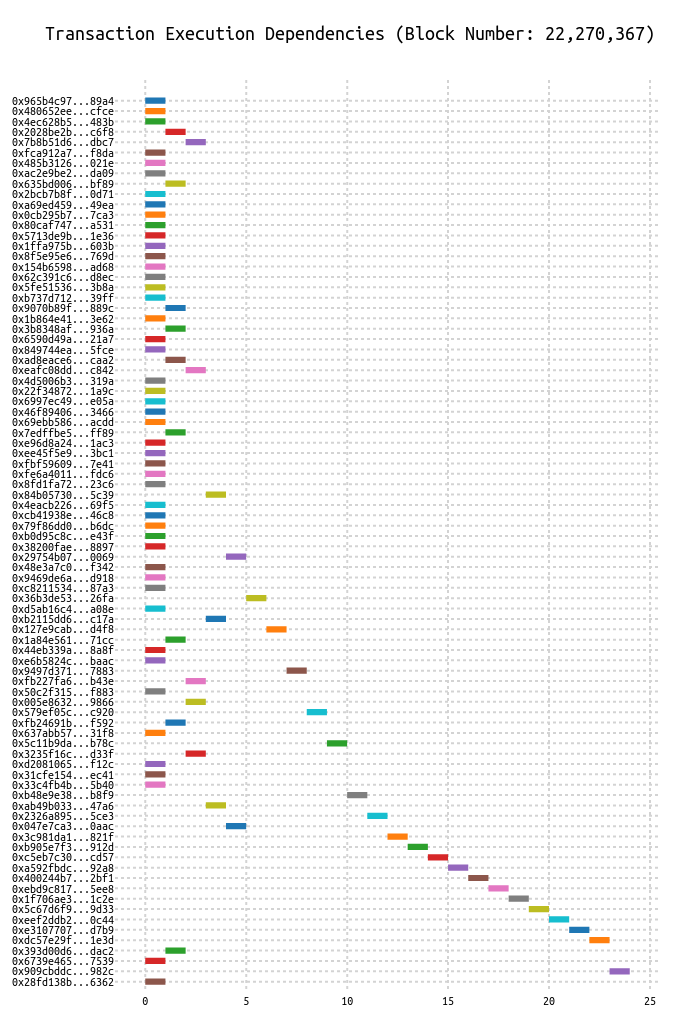 Transaction Execution Dependencies (Block Number: 22,270,367)
0x965b4c97...89a4
0x480652ee...cfce
0x4ec628b5...483b
0x2028be2b...c6f8
0x7b8b51d6...dbc7
0xfca912a7...f8da
0x485b3126...021e
0xac2e9be2...da09
0x635bd006...bf89
0x2bcb7b8f...0d71
0xa69ed459...49ea
0x0cb295b7...7ca3
0x80caf747...a531
0x5713de9b...1e36
0x1ffa975b...603b
0x8f5e95e6...769d
0x154b6598...ad68
0x62c391c6...d8ec
0x5fe51536...3b8a
0xb737d712...39ff
0x9070b89f...889c
0x1b864e41...3e62
0x3b8348af...936a
0x6590d49a...21a7
0x849744ea...5fce
0xad8eace6...caa2
0xeafc08dd...c842
0x4d5006b3...319a
0x22f34872...1a9c
0x6997ec49...e05a
0x46f89406...3466
0x69ebb586...acdd
0x7edffbe5...ff89
0xe96d8a24...1ac3
0xee45f5e9...3bc1
0xfbf59609...7e41
0xfe6a4011...fdc6
0x8fd1fa72...23c6
0x84b05730...5c39
0x4eacb226...69f5
0xcb41938e...46c8
0x79f86dd0...b6dc
0xb0d95c8c...e43f
0x38200fae...8897
0x29754b07...0069
0x48e3a7c0...f342
0x9469de6a...d918
0xc8211534...87a3
0x36b3de53...26fa
0xd5ab16c4...a08e
0xb2115dd6...c17a
0x127e9cab...d4f8
0x1a84e561...71cc
0x44eb339a...8a8f
0xe6b5824c...baac
0x9497d371...7883
0xfb227fa6...b43e
0x50c2f315...f883
0x005e8632...9866
0x579ef05c...c920
0xfb24691b...f592
0x637abb57...31f8
0x5c11b9da...b78c
0x3235f16c...d33f
0xd2081065...f12c
0x31cfe154...ec41
0x33c4fb4b...5b40
0xb48e9e38...b8f9
0xab49b033...47a6
0x2326a895...5ce3
0x047e7ca3...0aac
0x3c981da1...821f
0xb905e7f3...912d
0xc5eb7c30...cd57
0xa592fbdc...92a8
0x400244b7...2bf1
0xebd9c817...5ee8
0x1f706ae3...1c2e
0x5c67d6f9...9d33
0xeef2ddb2...0c44
0xe3107707...d7b9
0xdc57e29f...1e3d
0x393d00d6...dac2
0x6739e465...7539
0x909cbddc...982c
0x28fd138b...6362
0 5 10 15 20 25